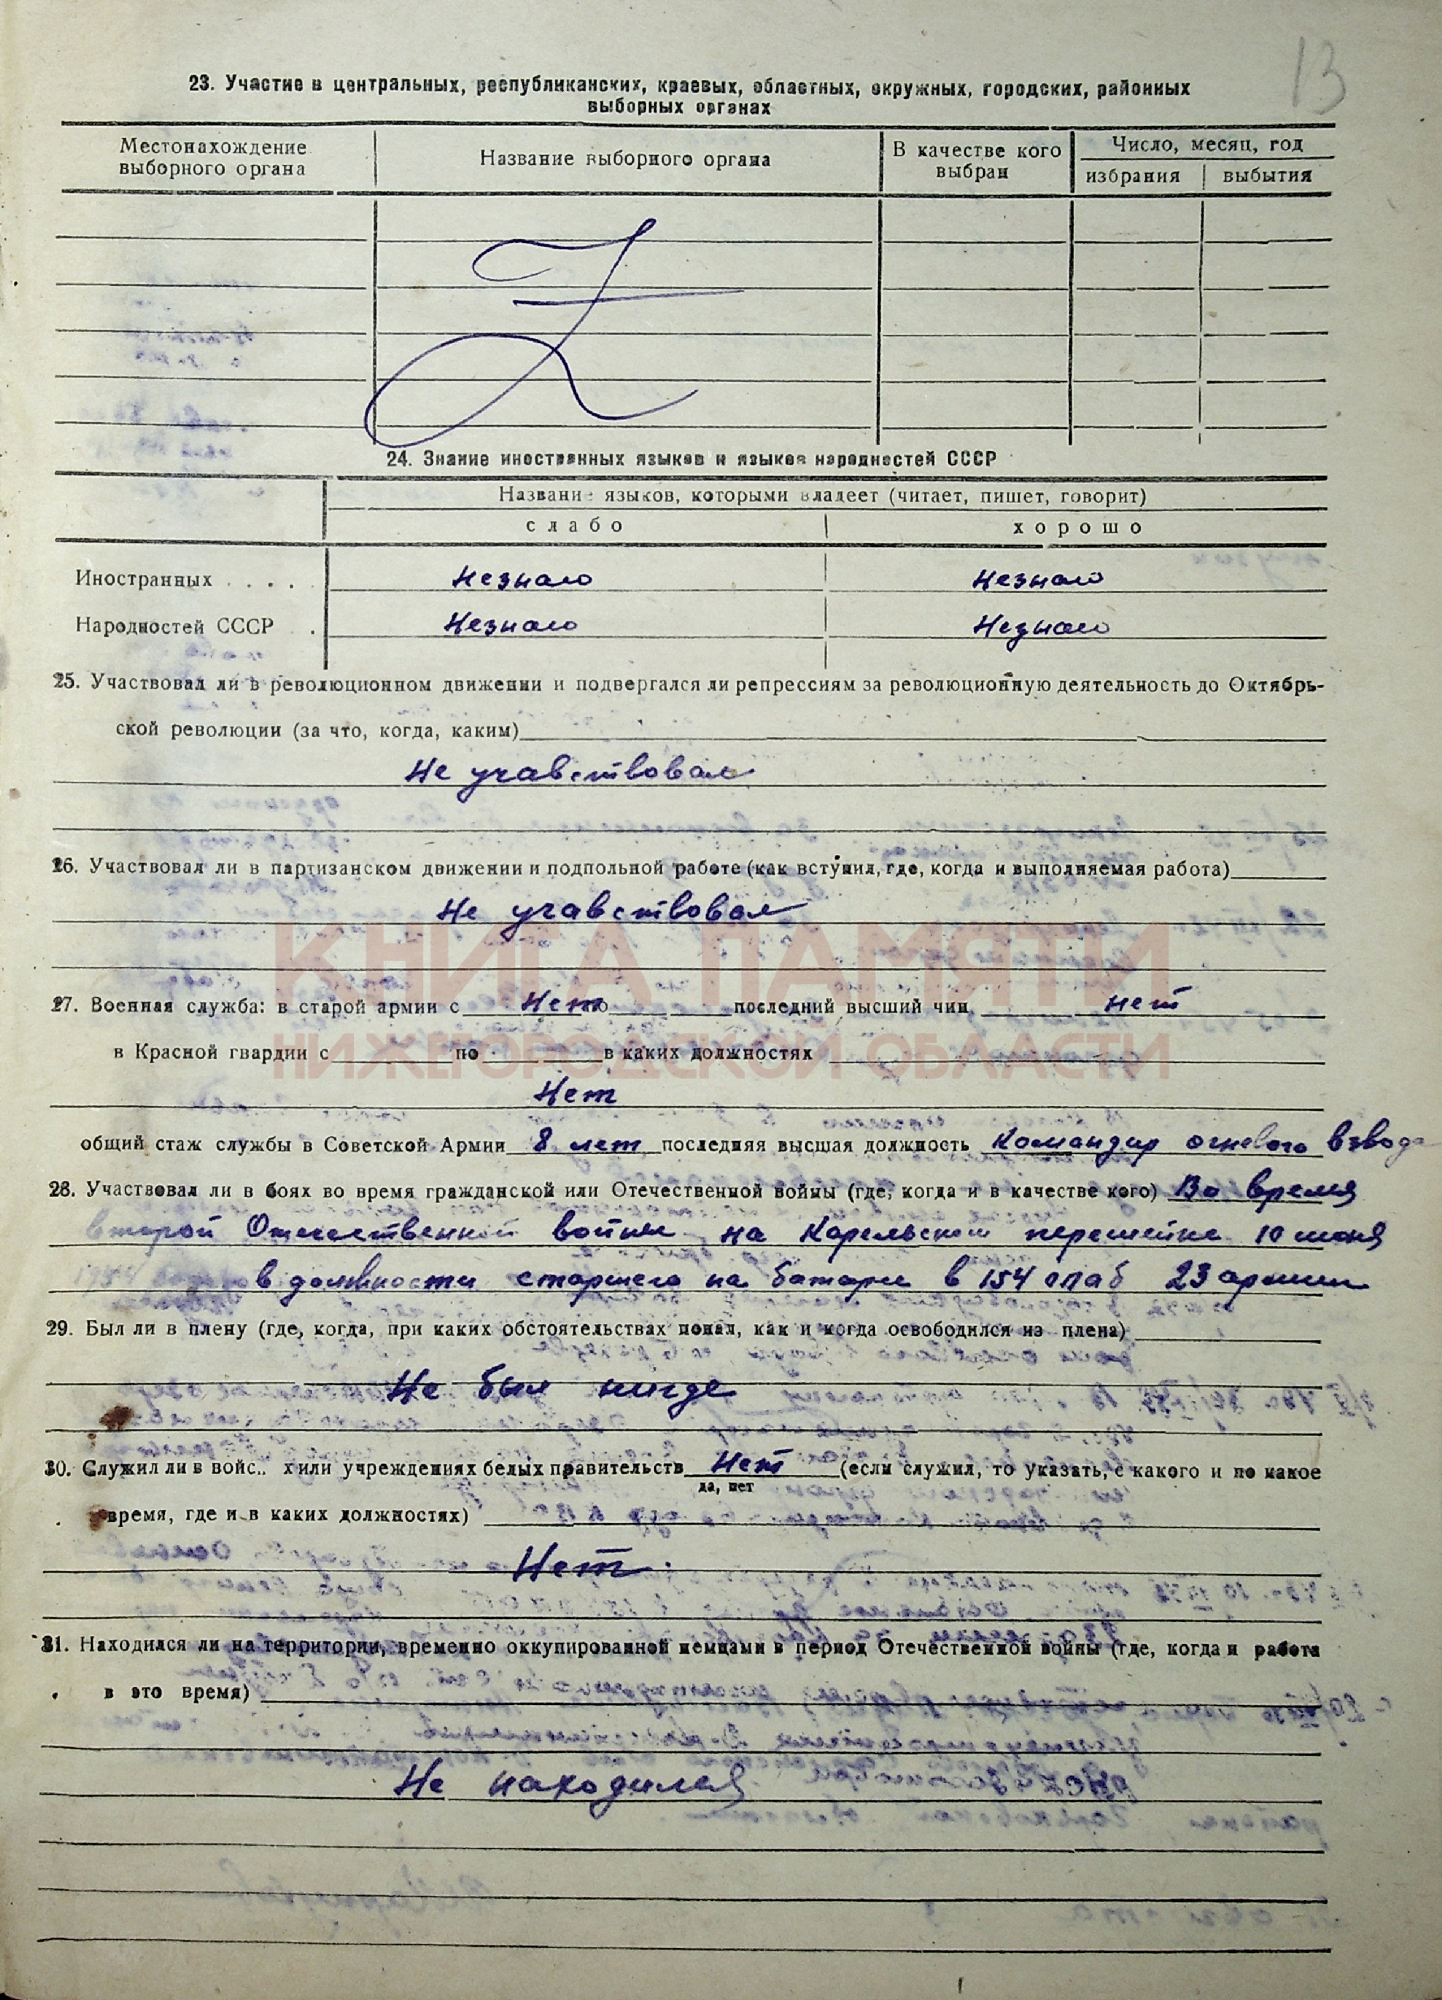 13
23. Участие в центральных, республиканских, краевых, областных, окружных, городских, районных
выборных органах
Местонахождение выборного органа | Название выборного органа | В качестве кого выбран | Число, месяц, год
избрания | выбытия
24. Знание иностранных языков и языков народностей СССР
Название языков, которыми владеет (читает, пишет, говорит)
слабо | хорошо
Иностранных . . . . Незнаю Незнаю
Народностей СССР . Незнаю Незнаю
25. Участвовал ли в революционном движении и подвергался ли репрессиям за революционную деятельность до Октябрь-
ской революции (за что, когда, каким)
Не учавствовал
26. Участвовал ли в партизанском движении и подпольной работе (как вступил, где, когда и выполняемая работа)
Не учавствовал
КНИГА ПАМЯТИ
27. Военная служба: в старой армии с Нет по последний высший чин нет
в Красной гвардии с по в каких должностях
НИЖЕГОРОДСКОЙ ОБЛАСТИ
Нет
общий стаж службы в Советской Армии 8 лет последняя высшая должность Командир огневого взвода
28. Участвовал ли в боях во время гражданской или Отечественной войны (где, когда и в качестве кого) Во время
второй Отечественной войны на Карельском перешейке 10 июня
в должности старшего на батареи в 154 олаб 23 армии
29. Был ли в плену (где, когда, при каких обстоятельствах попал, как и когда освободился из плена)
Не был нигде
30. Служил ли в войс.. х или учреждениях белых правительств Нет (если служил, то указать, с какого и по какое
да, нет
время, где и в каких должностях)
Нет.
31. Находился ли на территории, временно оккупированной немцами в период Отечественной войны (где, когда и работа
в это время)
Не находился